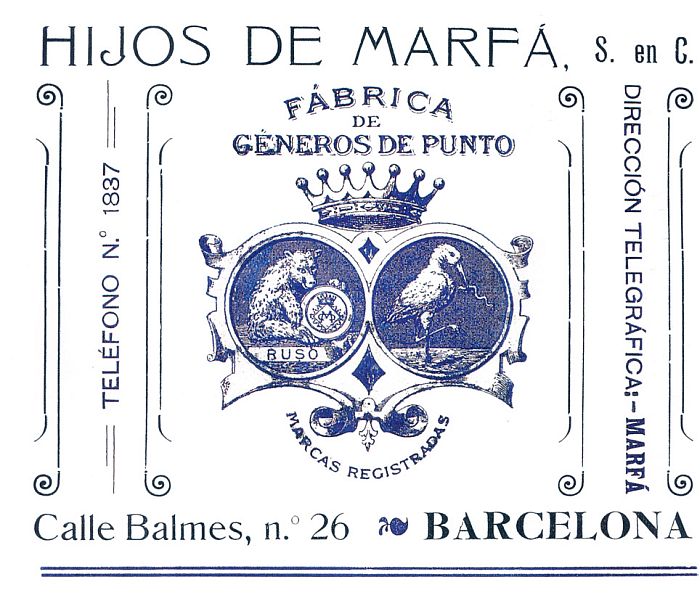 HIJOS DE MARFÁ, S. en C.
FÁBRICA
DE
GÉNEROS DE PUNTO
TELÉFONO N.º 1887
DIRECCIÓN TELEGRÁFICA:-MARFÁ
M
RUSO
MARCAS REGISTRADAS
Calle Balmes, n.º 26 BARCELONA